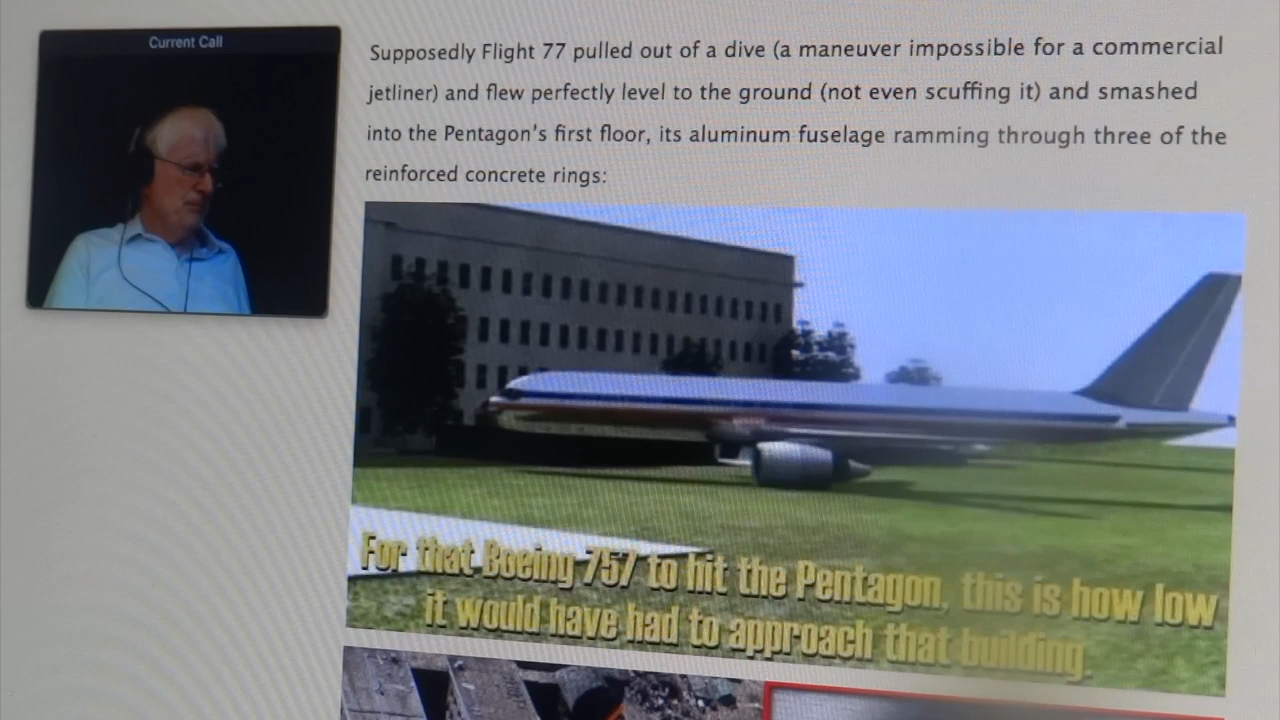 Current Call
Supposedly Flight 77 pulled out of a dive (a maneuver impossible for a commercial
jetliner) and flew perfectly level to the ground (not even scuffing it) and smashed
into the Pentagon's first floor, its aluminum fuselage ramming through three of the
reinforced concrete rings:
For that Boeing 757 to hit the Pentagon, this is how low
it would have had to approach that building.